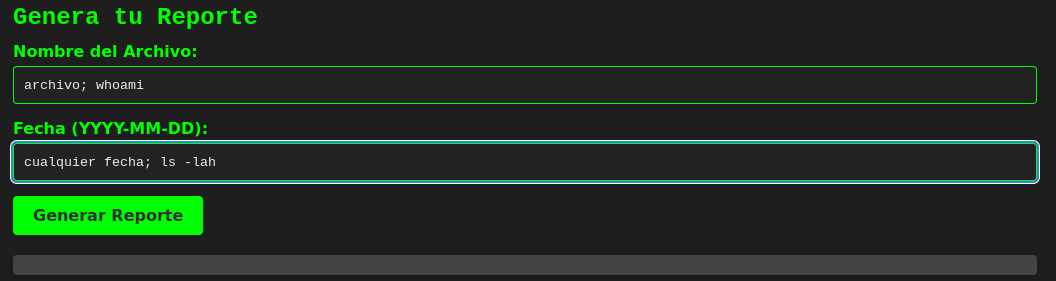 Genera tu Reporte
Nombre del Archivo:
archivo; whoami
Fecha (YYYY-MM-DD):
cualquier fecha; ls -lah
Generar Reporte